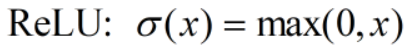 ReLU: σ(x) = max(0, x)